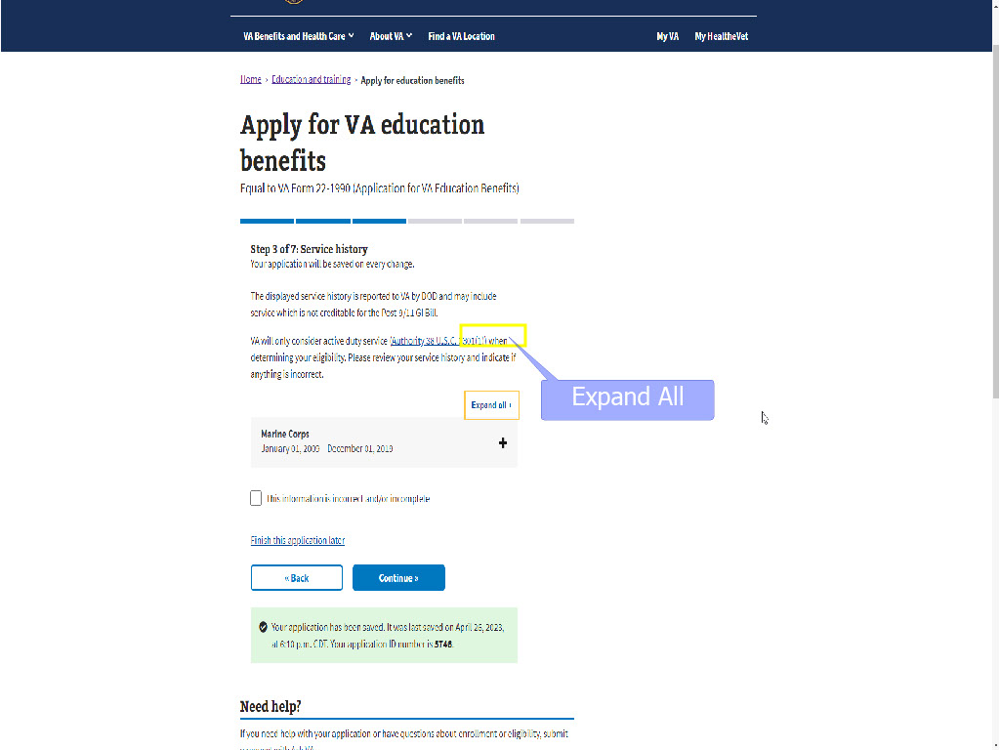 VA Benefits and Health Care About VA Find a VA Location My VA My HealtheVet
Home › Education and training › Apply for education benefits
Apply for VA education
benefits
Equal to VA Form 22-1990 (Application for VA Education Benefits)
Step 3 of 7: Service history
Your application will be saved on every change.
The displayed service history is reported to VA by DOD and may include
service which is not creditable for the Post-9/11 GI Bill.
VA will only consider active duty service (Authority 38 U.S.C. 3301(1)) when
determining your eligibility. Please review your service history and indicate if
anything is incorrect.
Expand All
Expand all +
Marine Corps
January 01, 2009 – December 01, 2019
This information is incorrect and/or incomplete
Finish this application later
« Back
Continue »
Your application has been saved. It was last saved on April 26, 2023,
at 6:10 p.m. CDT. Your application ID number is 5746.
Need help?
If you need help with your application or have questions about enrollment or eligibility, submit